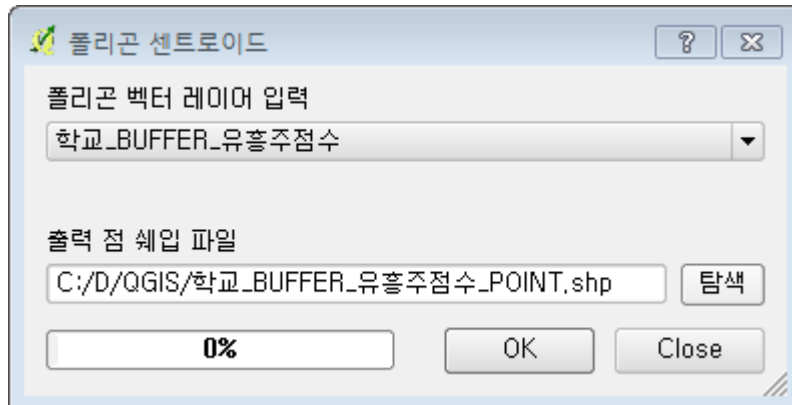 폴리곤 센트로이드
폴리곤 벡터 레이어 입력
학교_BUFFER_유흥주점수
출력 점 쉐입 파일
C:/D/QGIS/학교_BUFFER_유흥주점수_POINT.shp 탐색
0% OK Close